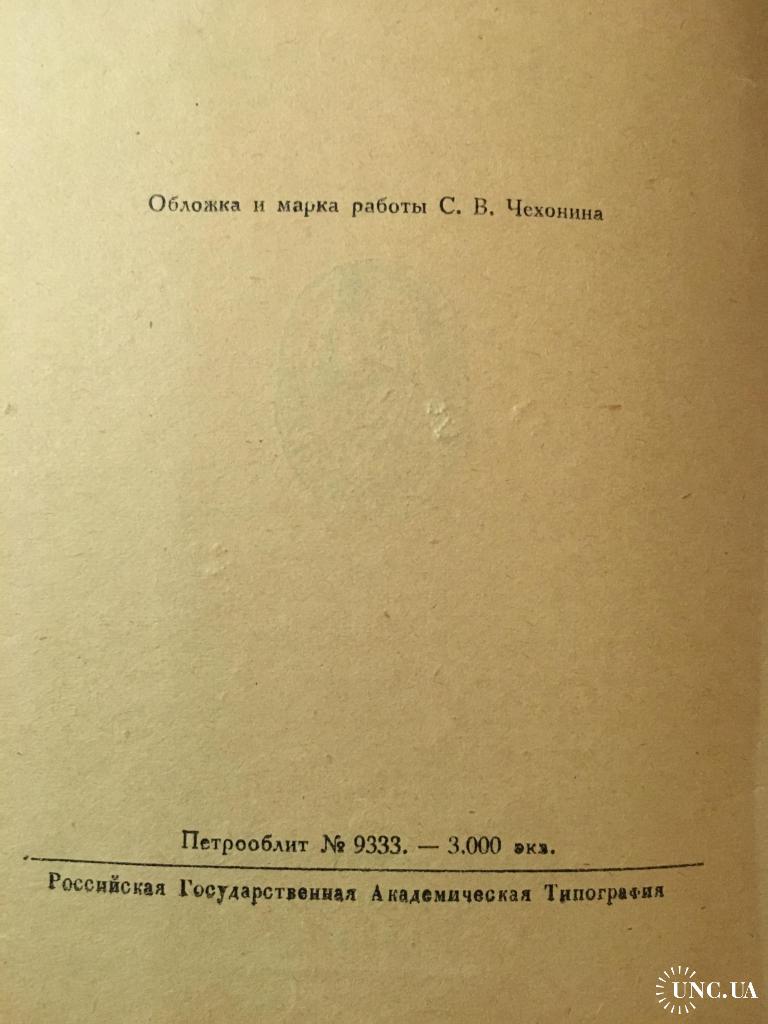 Обложка и марка работы С. В. Чехонина
Петрооблит № 9333. — 3.000 экз.
Российская Государственная Академическая Типография
UNC.UA